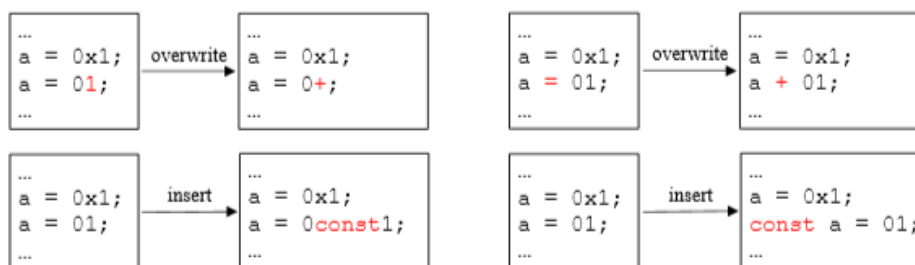 ...
a = 0x1;
a = 01;
...
overwrite
...
a = 0x1;
a = 0+;
...
...
a = 0x1;
a = 01;
...
overwrite
...
a = 0x1;
a + 01;
...
...
a = 0x1;
a = 01;
...
insert
...
a = 0x1;
a = 0const1;
...
...
a = 0x1;
a = 01;
...
insert
...
a = 0x1;
const a = 01;
...